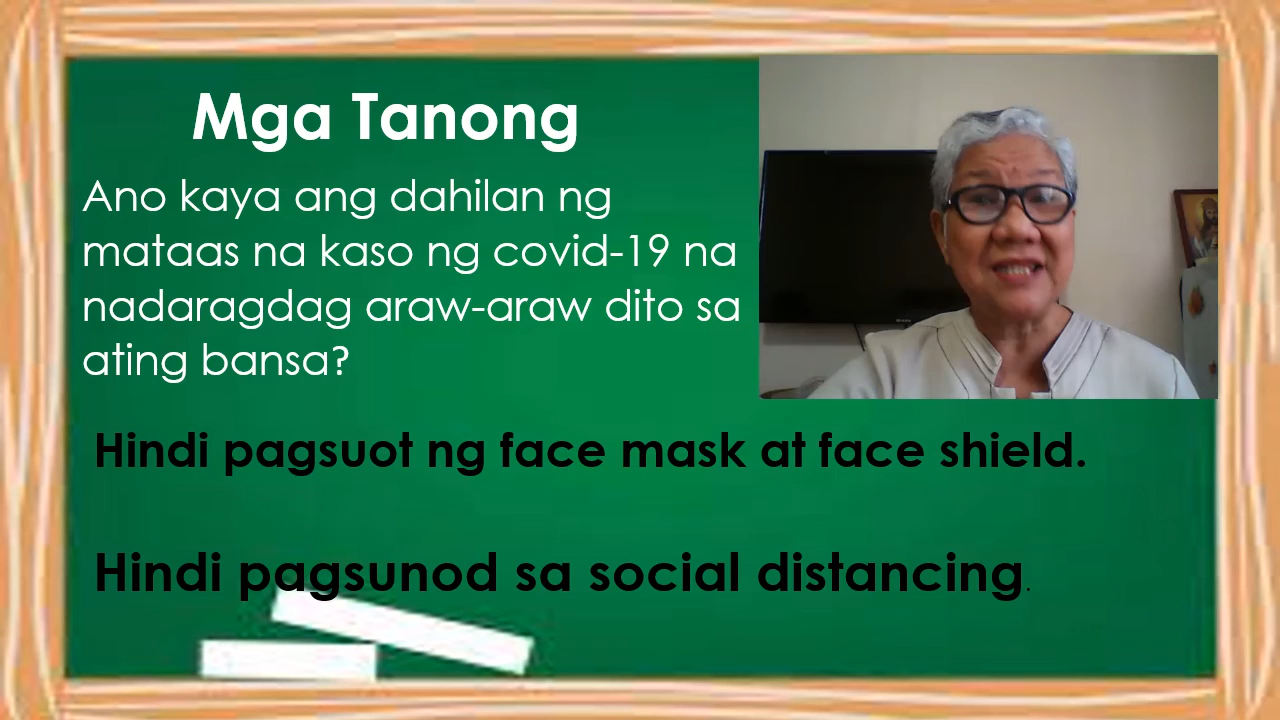 Mga Tanong
Ano kaya ang dahilan ng
mataas na kaso ng covid-19 na
nadaragdag araw-araw dito sa
ating bansa?
Hindi pagsuot ng face mask at face shield.
Hindi pagsunod sa social distancing.